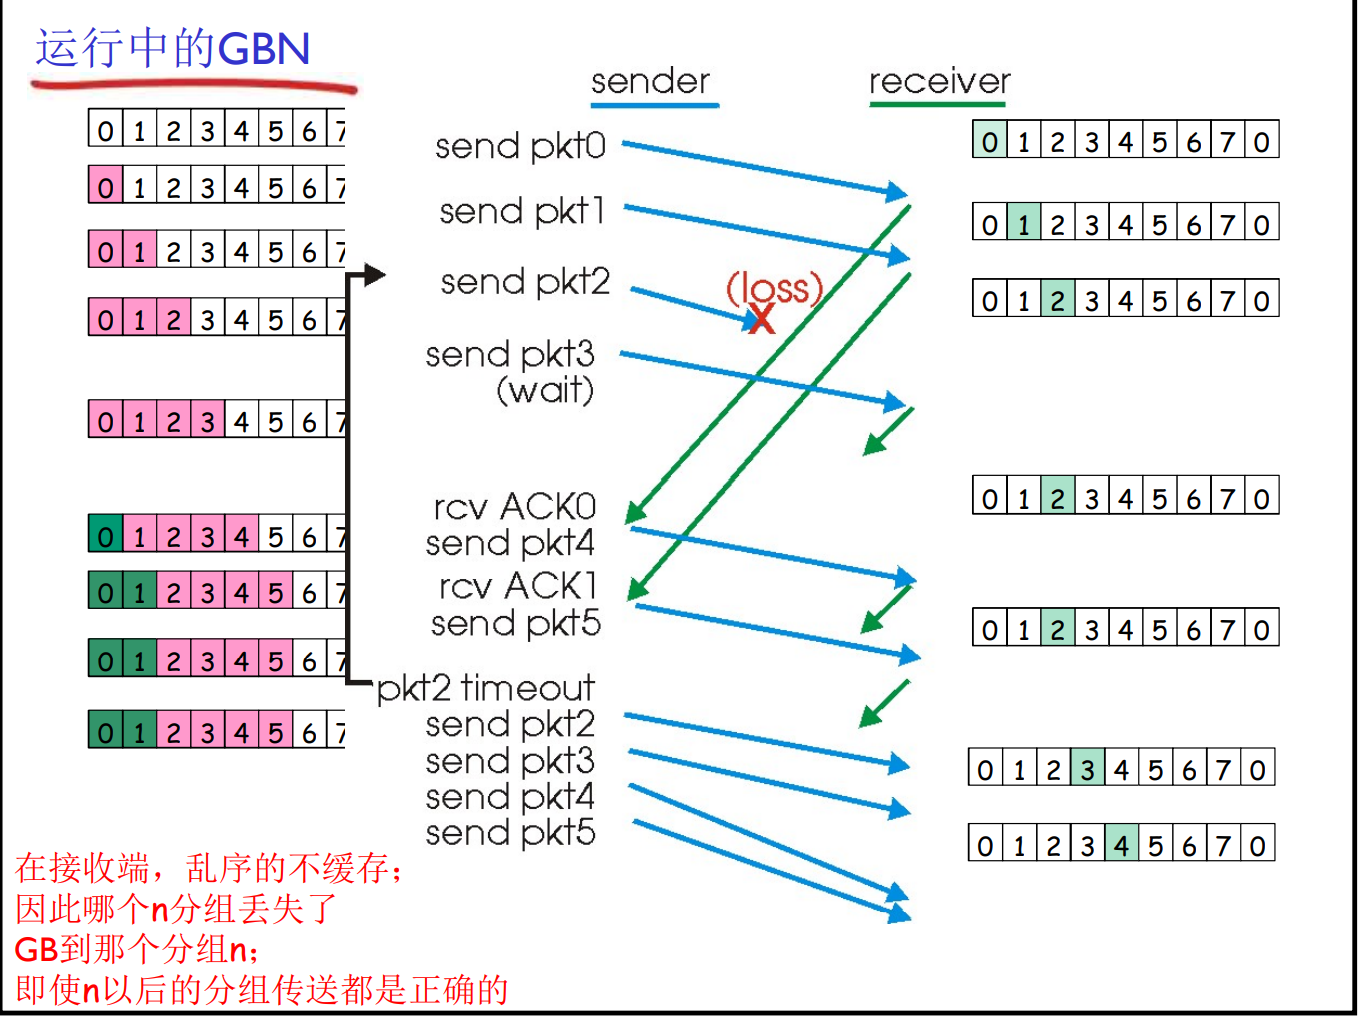 运行中的GBN
sender
receiver
0 1 2 3 4 5 6 7
send pkt0
0 1 2 3 4 5 6 7 0
0 1 2 3 4 5 6 7
send pkt1
0 1 2 3 4 5 6 7 0
0 1 2 3 4 5 6 7
send pkt2
(loss)
X
0 1 2 3 4 5 6 7 0
0 1 2 3 4 5 6 7
send pkt3
(wait)
0 1 2 3 4 5 6 7
0 1 2 3 4 5 6 7 0
rcv ACK0
send pkt4
0 1 2 3 4 5 6 7
rcv ACK1
send pkt5
0 1 2 3 4 5 6 7
0 1 2 3 4 5 6 7 0
0 1 2 3 4 5 6 7
pkt2 timeout
send pkt2
0 1 2 3 4 5 6 7
send pkt3
0 1 2 3 4 5 6 7 0
send pkt4
send pkt5
0 1 2 3 4 5 6 7 0
在接收端，乱序的不缓存；
因此哪个n分组丢失了
GB到那个分组n；
即使n以后的分组传送都是正确的